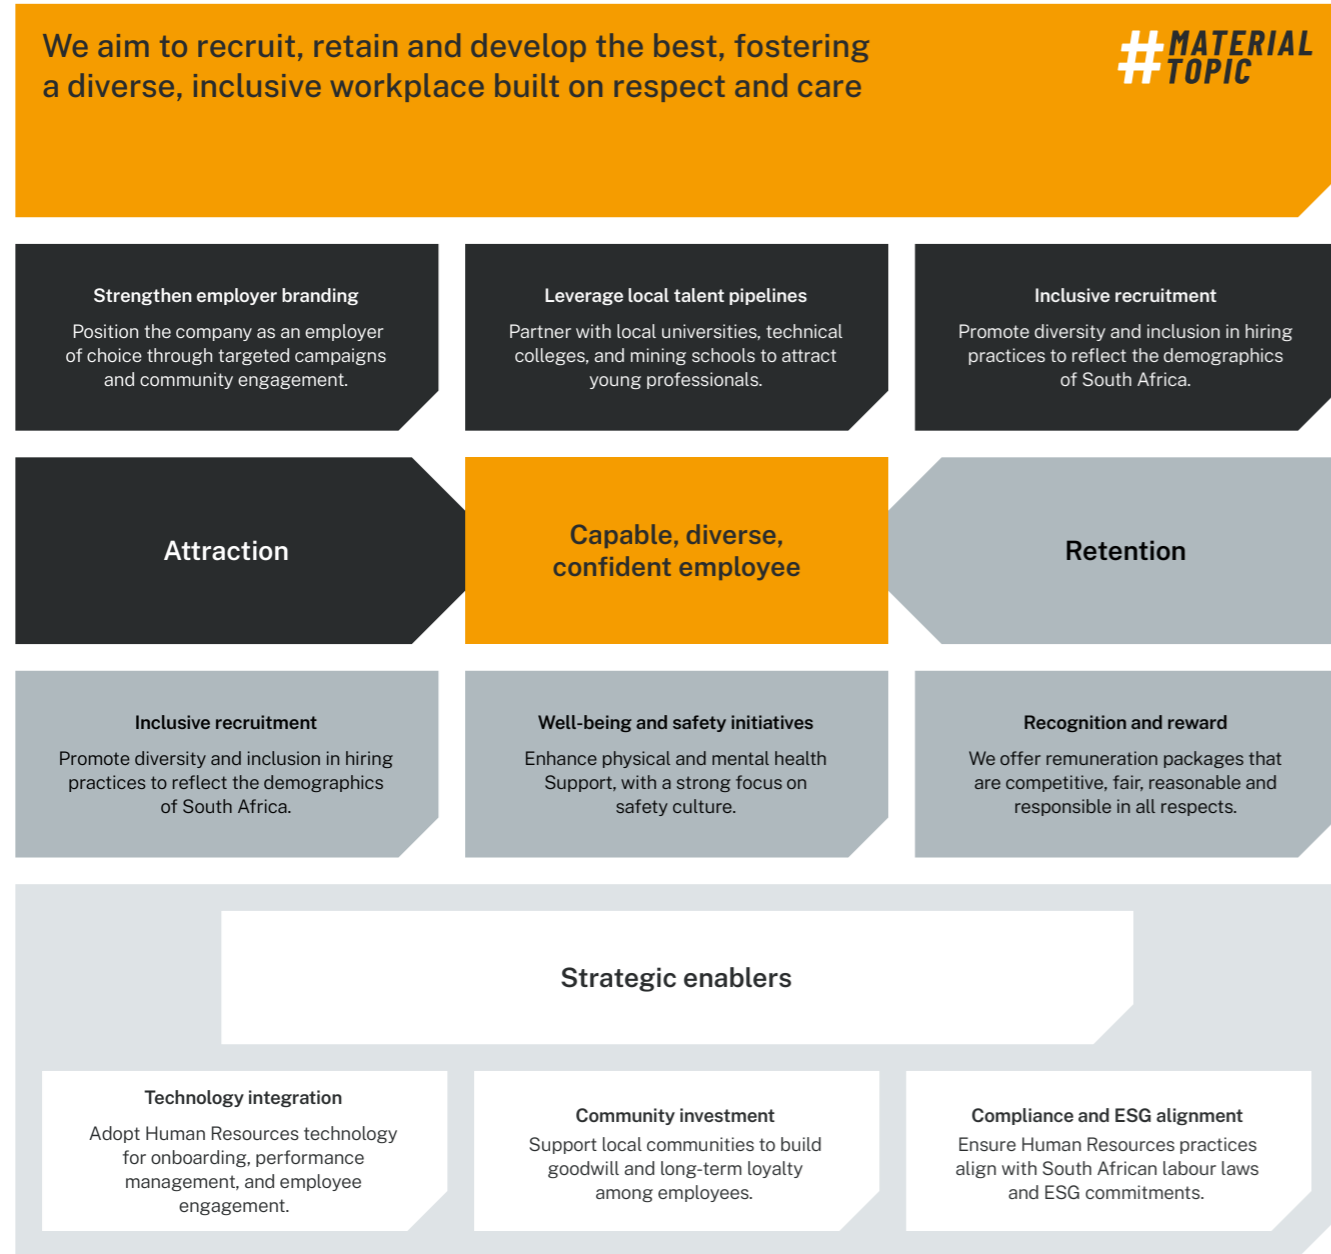 We aim to recruit, retain and develop the best, fostering
a diverse, inclusive workplace built on respect and care
#MATERIAL
TOPIC
Strengthen employer branding
Position the company as an employer
of choice through targeted campaigns
and community engagement.
Leverage local talent pipelines
Partner with local universities, technical
colleges, and mining schools to attract
young professionals.
Inclusive recruitment
Promote diversity and inclusion in hiring
practices to reflect the demographics
of South Africa.
Attraction
Capable, diverse,
confident employee
Retention
Inclusive recruitment
Promote diversity and inclusion in hiring
practices to reflect the demographics
of South Africa.
Well-being and safety initiatives
Enhance physical and mental health
Support, with a strong focus on
safety culture.
Recognition and reward
We offer remuneration packages that
are competitive, fair, reasonable and
responsible in all respects.
Strategic enablers
Technology integration
Adopt Human Resources technology
for onboarding, performance
management, and employee
engagement.
Community investment
Support local communities to build
goodwill and long-term loyalty
among employees.
Compliance and ESG alignment
Ensure Human Resources practices
align with South African labour laws
and ESG commitments.